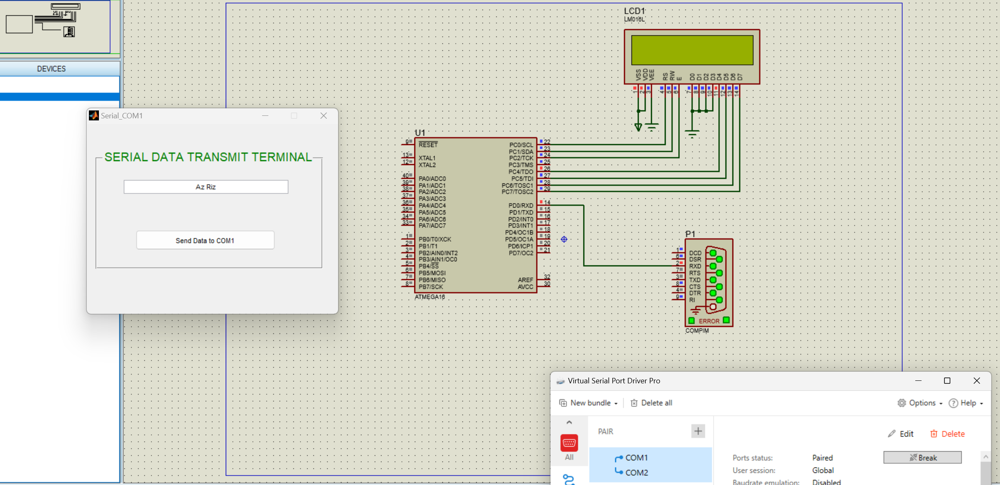 DEVICES
Serial_COM1
SERIAL DATA TRANSMIT TERMINAL
Az Riz
Send Data to COM1
LCD1
LM016L
VSS
VDD
VEE
RS
RW
E
D0
D1
D2
D3
D4
D5
D6
D7
1
2
3
4
5
6
7
8
9
10
11
12
13
14
U1
9 RESET
13 XTAL1
12 XTAL2
40 PA0/ADC0
39 PA1/ADC1
38 PA2/ADC2
37 PA3/ADC3
36 PA4/ADC4
35 PA5/ADC5
34 PA6/ADC6
33 PA7/ADC7
1 PB0/T0/XCK
2 PB1/T1
3 PB2/AIN0/INT2
4 PB3/AIN1/OC0
5 PB4/SS
6 PB5/MOSI
7 PB6/MISO
8 PB7/SCK
PC0/SCL 22
PC1/SDA 23
PC2/TCK 24
PC3/TMS 25
PC4/TDO 26
PC5/TDI 27
PC6/TOSC1 28
PC7/TOSC2 29
PD0/RXD 14
PD1/TXD 15
PD2/INT0 16
PD3/INT1 17
PD4/OC1B 18
PD5/OC1A 19
PD6/ICP1 20
PD7/OC2 21
AREF 32
AVCC 30
ATMEGA16
P1
1 DCD
6 DSR
2 RXD
7 RTS
3 TXD
8 CTS
4 DTR
9 RI
ERROR
COMPIM
Virtual Serial Port Driver Pro
New bundle
Delete all
Options
Help
All
PAIR
COM1
COM2
Edit
Delete
Ports status: Paired
Break
User session: Global
Baudrate emulation: Disabled